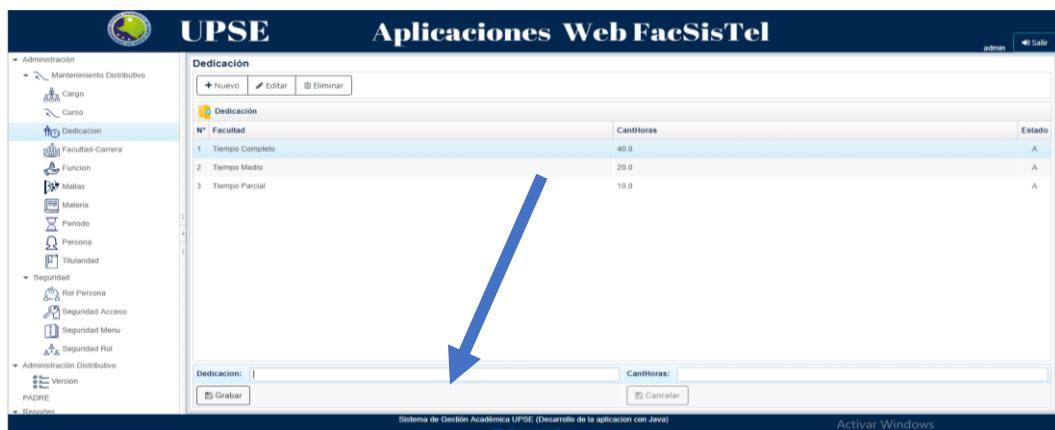 UPSE Aplicaciones Web FacSisTel
admin Salir
Administración
Mantenimiento Distributivo
Cargo
Curso
Dedicacion
Facultad-Carrera
Funcion
Mallas
Materia
Periodo
Persona
Titularidad
Seguridad
Rol Persona
Seguridad Acceso
Seguridad Menu
Seguridad Rol
Administración Distributivo
Version
PADRE
Reportes
Dedicación
Nuevo Editar Eliminar
Dedicación
N° Facultad CantHoras Estado
1 Tiempo Completo 40.0 A
2 Tiempo Medio 20.0 A
3 Tiempo Parcial 10.0 A
Dedicacion: CantHoras:
Grabar Cancelar
Sistema de Gestión Académica UPSE (Desarrollo de la aplicacion con Java)
Activar Windows